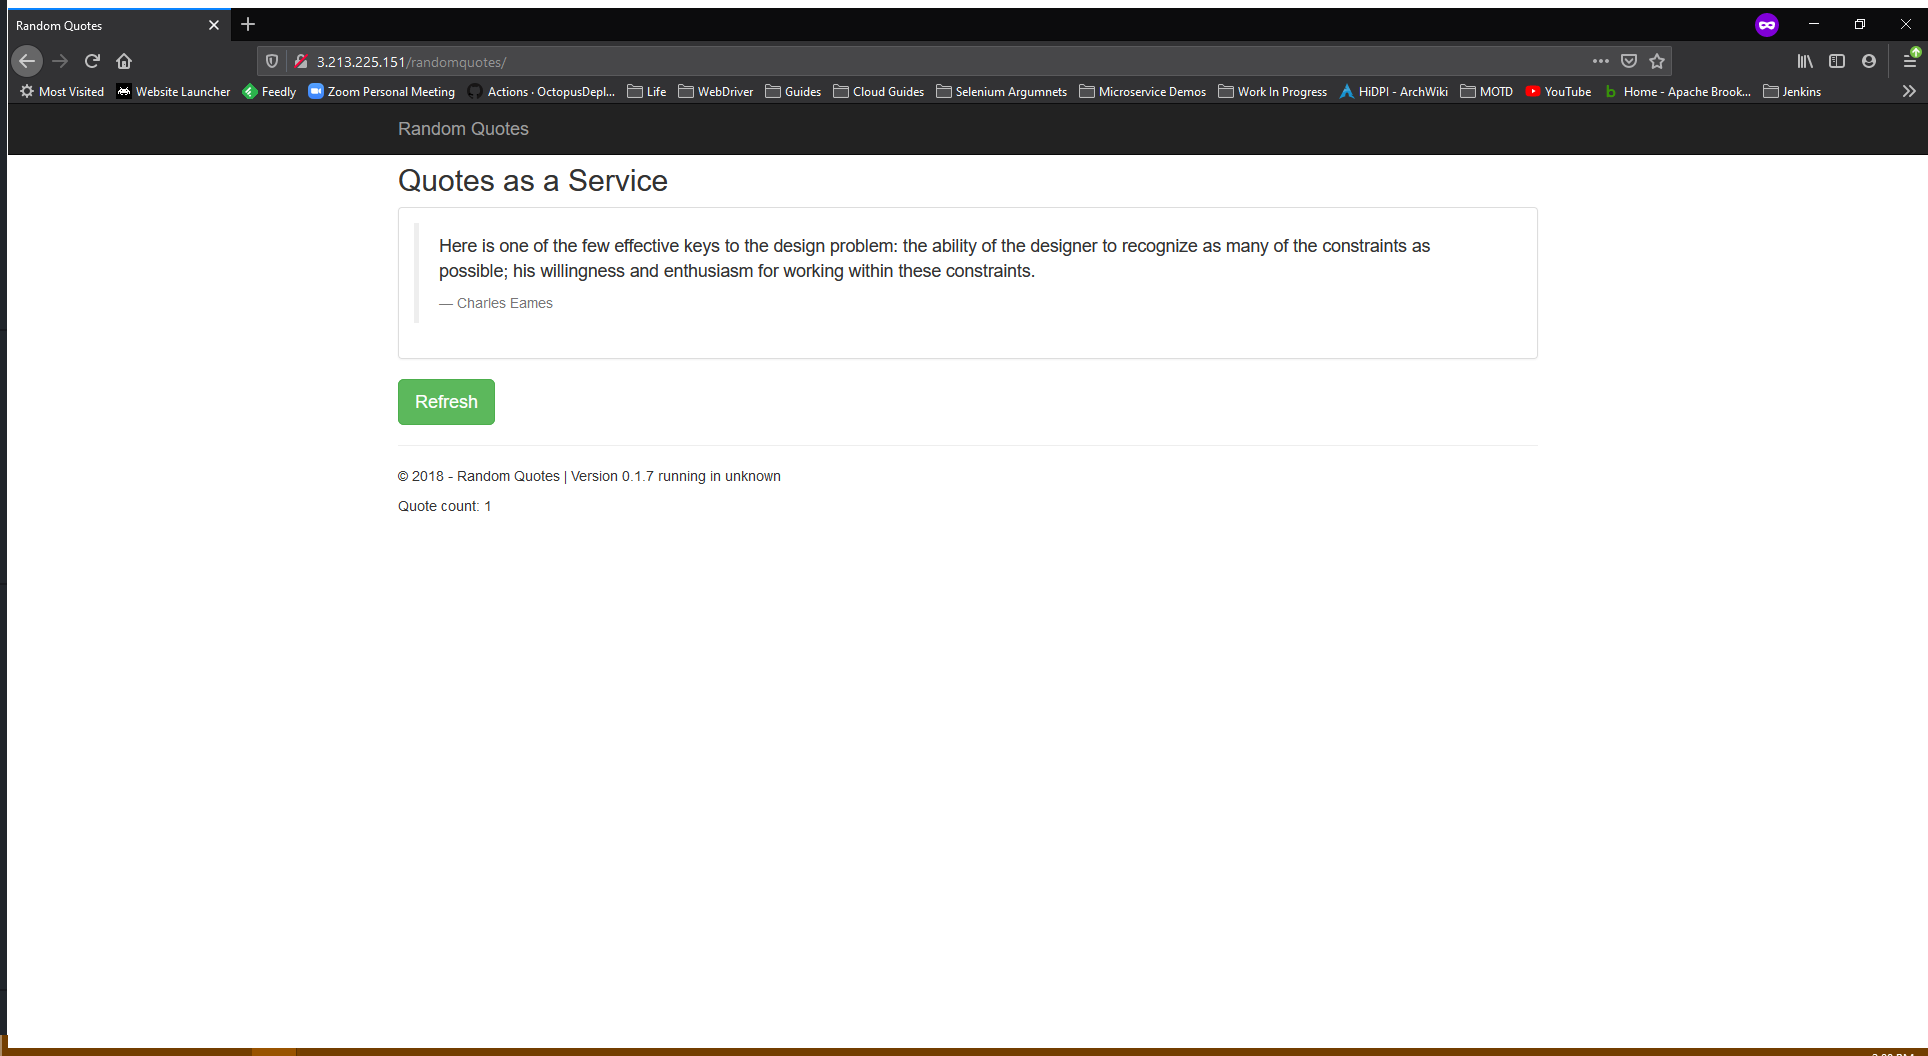 Random Quotes
3.213.225.151/randomquotes/
Most Visited Website Launcher Feedly Zoom Personal Meeting Actions · OctopusDepl... Life WebDriver Guides Cloud Guides Selenium Argumnets Microservice Demos Work In Progress HiDPI - ArchWiki MOTD YouTube Home - Apache Brook... Jenkins
Random Quotes
Quotes as a Service
Here is one of the few effective keys to the design problem: the ability of the designer to recognize as many of the constraints as
possible; his willingness and enthusiasm for working within these constraints.
— Charles Eames
Refresh
© 2018 - Random Quotes | Version 0.1.7 running in unknown
Quote count: 1